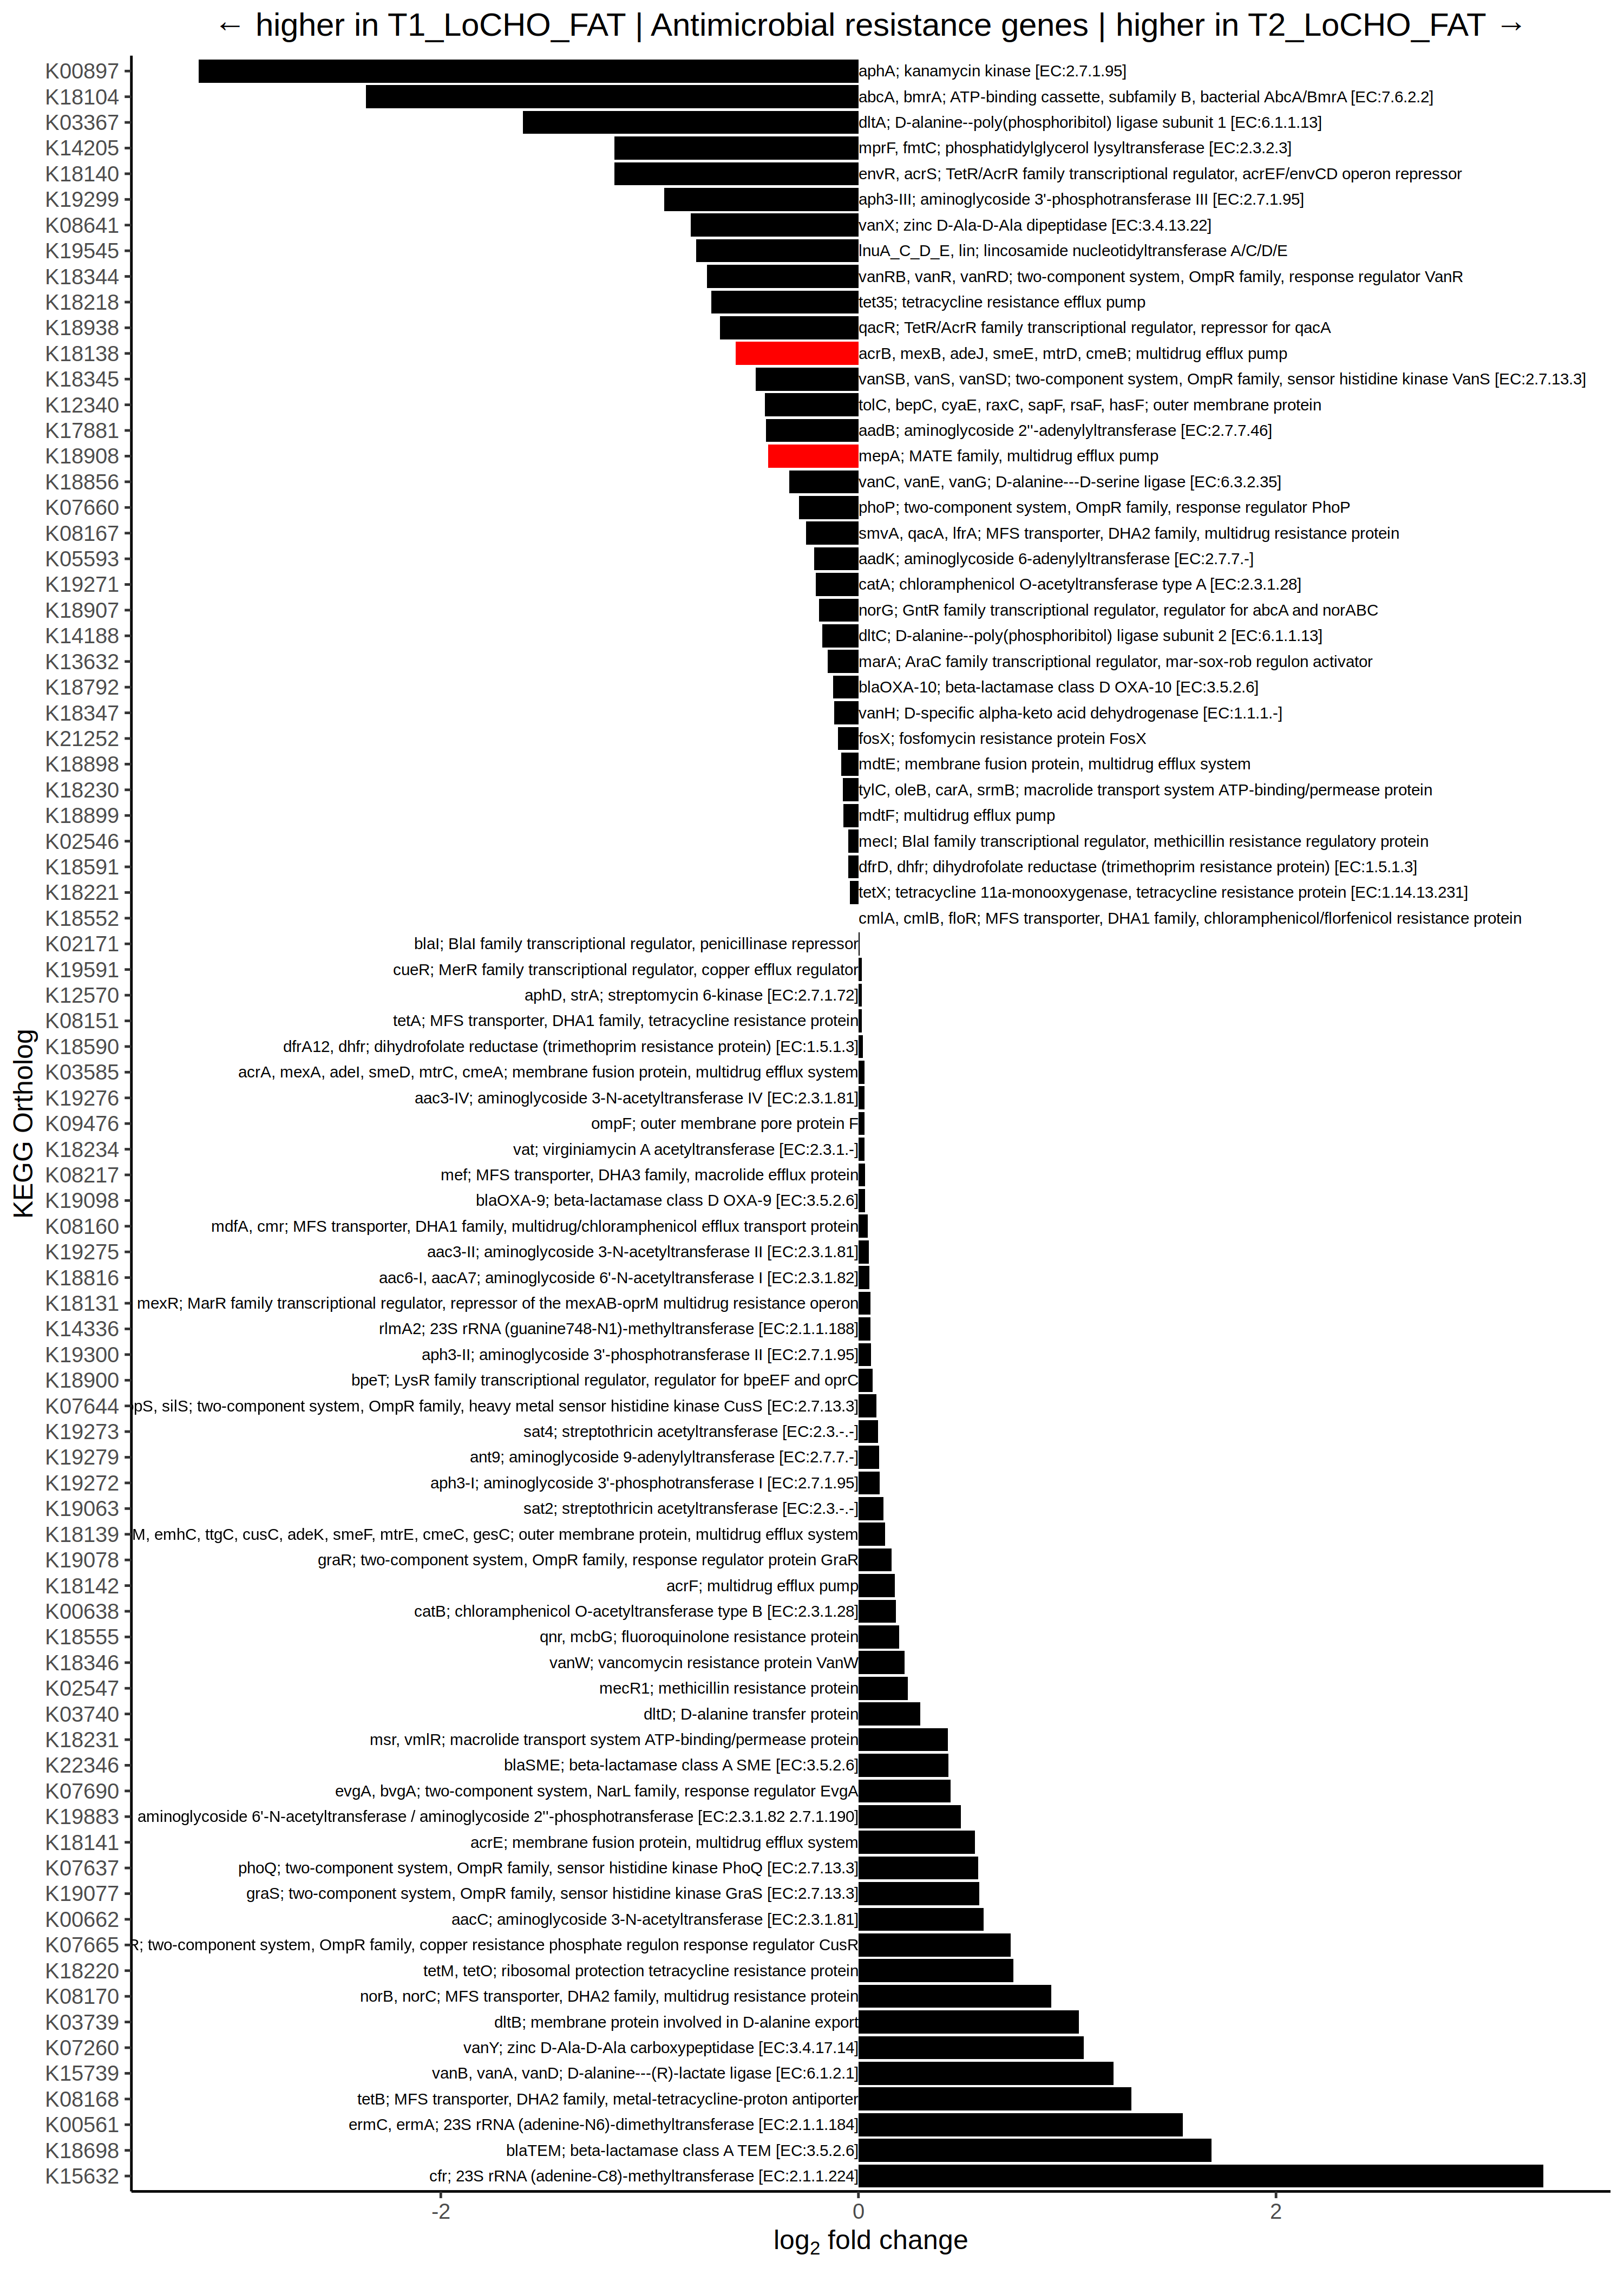 ← higher in T1_LoCHO_FAT | Antimicrobial resistance genes | higher in T2_LoCHO_FAT →
K00897 aphA; kanamycin kinase [EC:2.7.1.95]
K18104 abcA, bmrA; ATP-binding cassette, subfamily B, bacterial AbcA/BmrA [EC:7.6.2.2]
K03367 dltA; D-alanine--poly(phosphoribitol) ligase subunit 1 [EC:6.1.1.13]
K14205 mprF, fmtC; phosphatidylglycerol lysyltransferase [EC:2.3.2.3]
K18140 envR, acrS; TetR/AcrR family transcriptional regulator, acrEF/envCD operon repressor
K19299 aph3-III; aminoglycoside 3'-phosphotransferase III [EC:2.7.1.95]
K08641 vanX; zinc D-Ala-D-Ala dipeptidase [EC:3.4.13.22]
K19545 lnuA_C_D_E, lin; lincosamide nucleotidyltransferase A/C/D/E
K18344 vanRB, vanR, vanRD; two-component system, OmpR family, response regulator VanR
K18218 tet35; tetracycline resistance efflux pump
K18938 qacR; TetR/AcrR family transcriptional regulator, repressor for qacA
K18138 acrB, mexB, adeJ, smeE, mtrD, cmeB; multidrug efflux pump
K18345 vanSB, vanS, vanSD; two-component system, OmpR family, sensor histidine kinase VanS [EC:2.7.13.3]
K12340 tolC, bepC, cyaE, raxC, sapF, rsaF, hasF; outer membrane protein
K17881 aadB; aminoglycoside 2''-adenylyltransferase [EC:2.7.7.46]
K18908 mepA; MATE family, multidrug efflux pump
K18856 vanC, vanE, vanG; D-alanine---D-serine ligase [EC:6.3.2.35]
K07660 phoP; two-component system, OmpR family, response regulator PhoP
K08167 smvA, qacA, lfrA; MFS transporter, DHA2 family, multidrug resistance protein
K05593 aadK; aminoglycoside 6-adenylyltransferase [EC:2.7.7.-]
K19271 catA; chloramphenicol O-acetyltransferase type A [EC:2.3.1.28]
K18907 norG; GntR family transcriptional regulator, regulator for abcA and norABC
K14188 dltC; D-alanine--poly(phosphoribitol) ligase subunit 2 [EC:6.1.1.13]
K13632 marA; AraC family transcriptional regulator, mar-sox-rob regulon activator
K18792 blaOXA-10; beta-lactamase class D OXA-10 [EC:3.5.2.6]
K18347 vanH; D-specific alpha-keto acid dehydrogenase [EC:1.1.1.-]
K21252 fosX; fosfomycin resistance protein FosX
K18898 mdtE; membrane fusion protein, multidrug efflux system
K18230 tylC, oleB, carA, srmB; macrolide transport system ATP-binding/permease protein
K18899 mdtF; multidrug efflux pump
K02546 mecI; BlaI family transcriptional regulator, methicillin resistance regulatory protein
K18591 dfrD, dhfr; dihydrofolate reductase (trimethoprim resistance protein) [EC:1.5.1.3]
K18221 tetX; tetracycline 11a-monooxygenase, tetracycline resistance protein [EC:1.14.13.231]
K18552 cmlA, cmlB, floR; MFS transporter, DHA1 family, chloramphenicol/florfenicol resistance protein
K02171 blaI; BlaI family transcriptional regulator, penicillinase repressor
K19591 cueR; MerR family transcriptional regulator, copper efflux regulator
K12570 aphD, strA; streptomycin 6-kinase [EC:2.7.1.72]
K08151 tetA; MFS transporter, DHA1 family, tetracycline resistance protein
K18590 dfrA12, dhfr; dihydrofolate reductase (trimethoprim resistance protein) [EC:1.5.1.3]
K03585 acrA, mexA, adeI, smeD, mtrC, cmeA; membrane fusion protein, multidrug efflux system
K19276 aac3-IV; aminoglycoside 3-N-acetyltransferase IV [EC:2.3.1.81]
K09476 ompF; outer membrane pore protein F
K18234 vat; virginiamycin A acetyltransferase [EC:2.3.1.-]
K08217 mef; MFS transporter, DHA3 family, macrolide efflux protein
K19098 blaOXA-9; beta-lactamase class D OXA-9 [EC:3.5.2.6]
K08160 mdfA, cmr; MFS transporter, DHA1 family, multidrug/chloramphenicol efflux transport protein
K19275 aac3-II; aminoglycoside 3-N-acetyltransferase II [EC:2.3.1.81]
K18816 aac6-I, aacA7; aminoglycoside 6'-N-acetyltransferase I [EC:2.3.1.82]
K18131 mexR; MarR family transcriptional regulator, repressor of the mexAB-oprM multidrug resistance operon
K14336 rlmA2; 23S rRNA (guanine748-N1)-methyltransferase [EC:2.1.1.188]
K19300 aph3-II; aminoglycoside 3'-phosphotransferase II [EC:2.7.1.95]
K18900 bpeT; LysR family transcriptional regulator, regulator for bpeEF and oprC
K07644 pS, silS; two-component system, OmpR family, heavy metal sensor histidine kinase CusS [EC:2.7.13.3]
K19273 sat4; streptothricin acetyltransferase [EC:2.3.-.-]
K19279 ant9; aminoglycoside 9-adenylyltransferase [EC:2.7.7.-]
K19272 aph3-I; aminoglycoside 3'-phosphotransferase I [EC:2.7.1.95]
K19063 sat2; streptothricin acetyltransferase [EC:2.3.-.-]
K18139 M, emhC, ttgC, cusC, adeK, smeF, mtrE, cmeC, gesC; outer membrane protein, multidrug efflux system
K19078 graR; two-component system, OmpR family, response regulator protein GraR
K18142 acrF; multidrug efflux pump
K00638 catB; chloramphenicol O-acetyltransferase type B [EC:2.3.1.28]
K18555 qnr, mcbG; fluoroquinolone resistance protein
K18346 vanW; vancomycin resistance protein VanW
K02547 mecR1; methicillin resistance protein
K03740 dltD; D-alanine transfer protein
K18231 msr, vmlR; macrolide transport system ATP-binding/permease protein
K22346 blaSME; beta-lactamase class A SME [EC:3.5.2.6]
K07690 evgA, bvgA; two-component system, NarL family, response regulator EvgA
K19883 aminoglycoside 6'-N-acetyltransferase / aminoglycoside 2''-phosphotransferase [EC:2.3.1.82 2.7.1.190]
K18141 acrE; membrane fusion protein, multidrug efflux system
K07637 phoQ; two-component system, OmpR family, sensor histidine kinase PhoQ [EC:2.7.13.3]
K19077 graS; two-component system, OmpR family, sensor histidine kinase GraS [EC:2.7.13.3]
K00662 aacC; aminoglycoside 3-N-acetyltransferase [EC:2.3.1.81]
K07665 R; two-component system, OmpR family, copper resistance phosphate regulon response regulator CusR
K18220 tetM, tetO; ribosomal protection tetracycline resistance protein
K08170 norB, norC; MFS transporter, DHA2 family, multidrug resistance protein
K03739 dltB; membrane protein involved in D-alanine export
K07260 vanY; zinc D-Ala-D-Ala carboxypeptidase [EC:3.4.17.14]
K15739 vanB, vanA, vanD; D-alanine---(R)-lactate ligase [EC:6.1.2.1]
K08168 tetB; MFS transporter, DHA2 family, metal-tetracycline-proton antiporter
K00561 ermC, ermA; 23S rRNA (adenine-N6)-dimethyltransferase [EC:2.1.1.184]
K18698 blaTEM; beta-lactamase class A TEM [EC:3.5.2.6]
K15632 cfr; 23S rRNA (adenine-C8)-methyltransferase [EC:2.1.1.224]
KEGG Ortholog
-2 0 2
log2 fold change